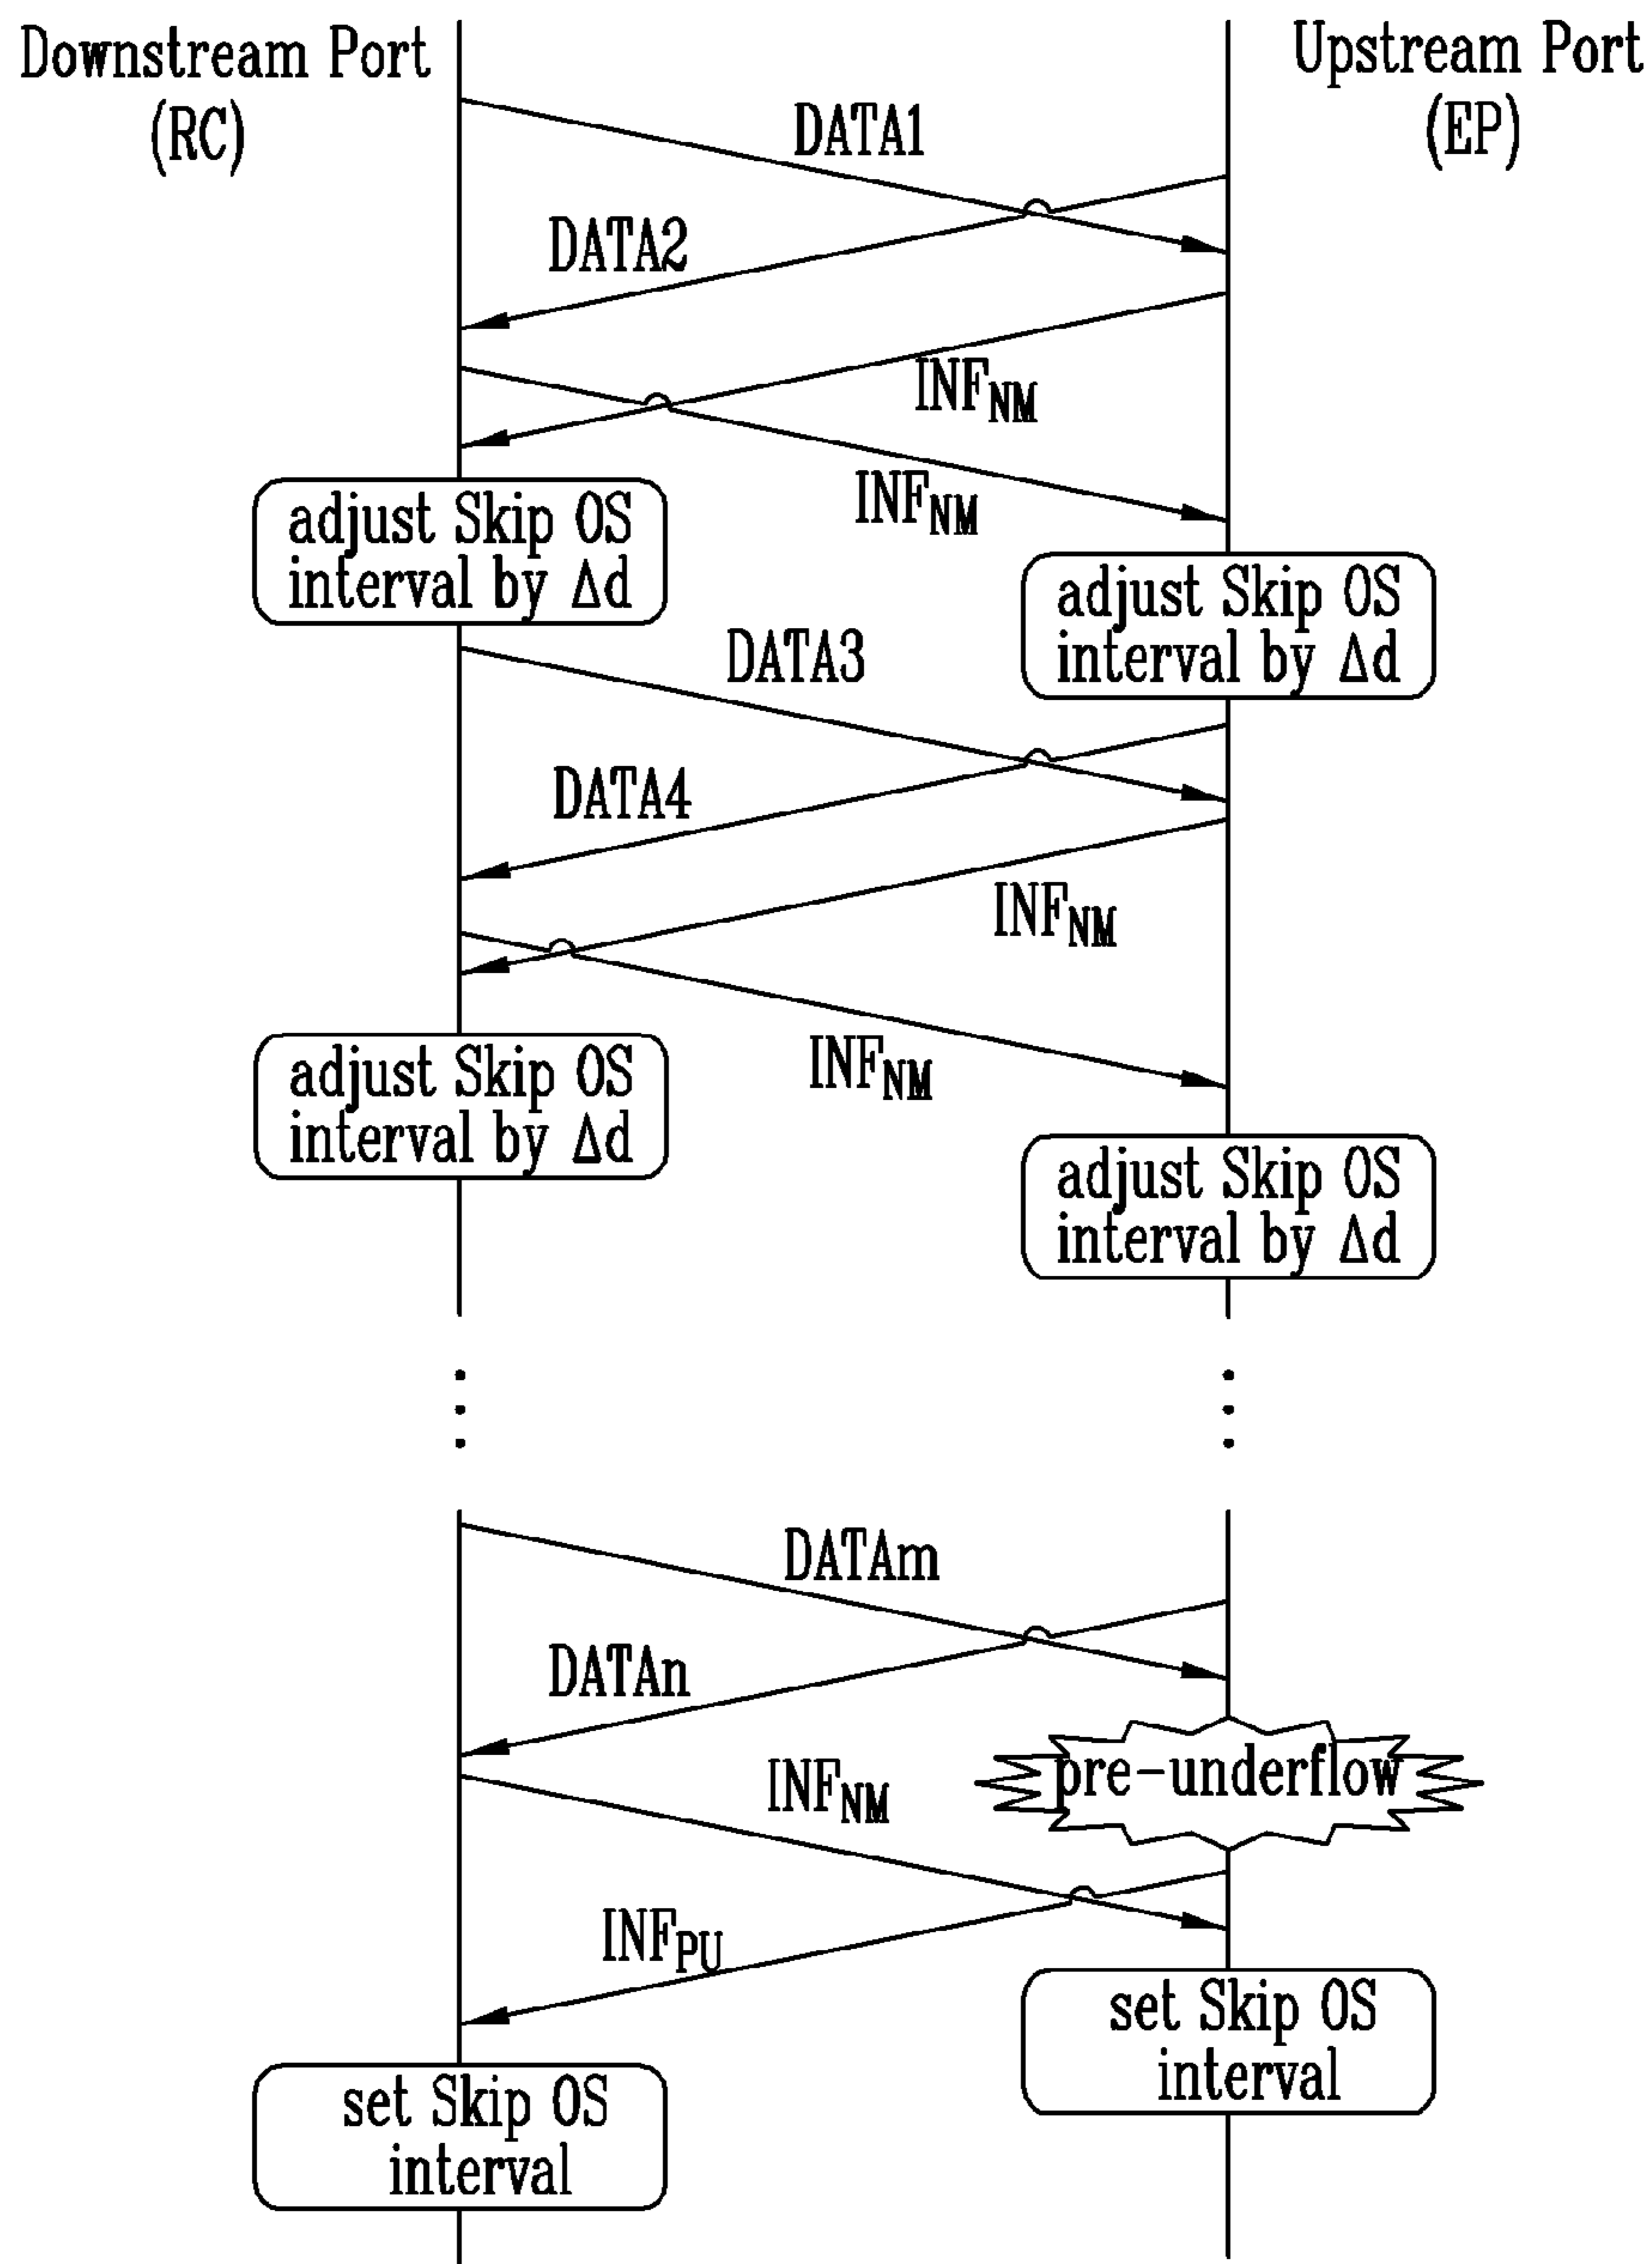 Downstream Port
(RC)
Upstream Port
(EP)
DATA1
DATA2
INFNM
INFNM
adjust Skip OS
interval by Δd
adjust Skip OS
interval by Δd
DATA3
DATA4
INFNM
INFNM
adjust Skip OS
interval by Δd
adjust Skip OS
interval by Δd
DATAm
DATAn
pre-underflow
INFNM
INFPU
set Skip OS
interval
set Skip OS
interval